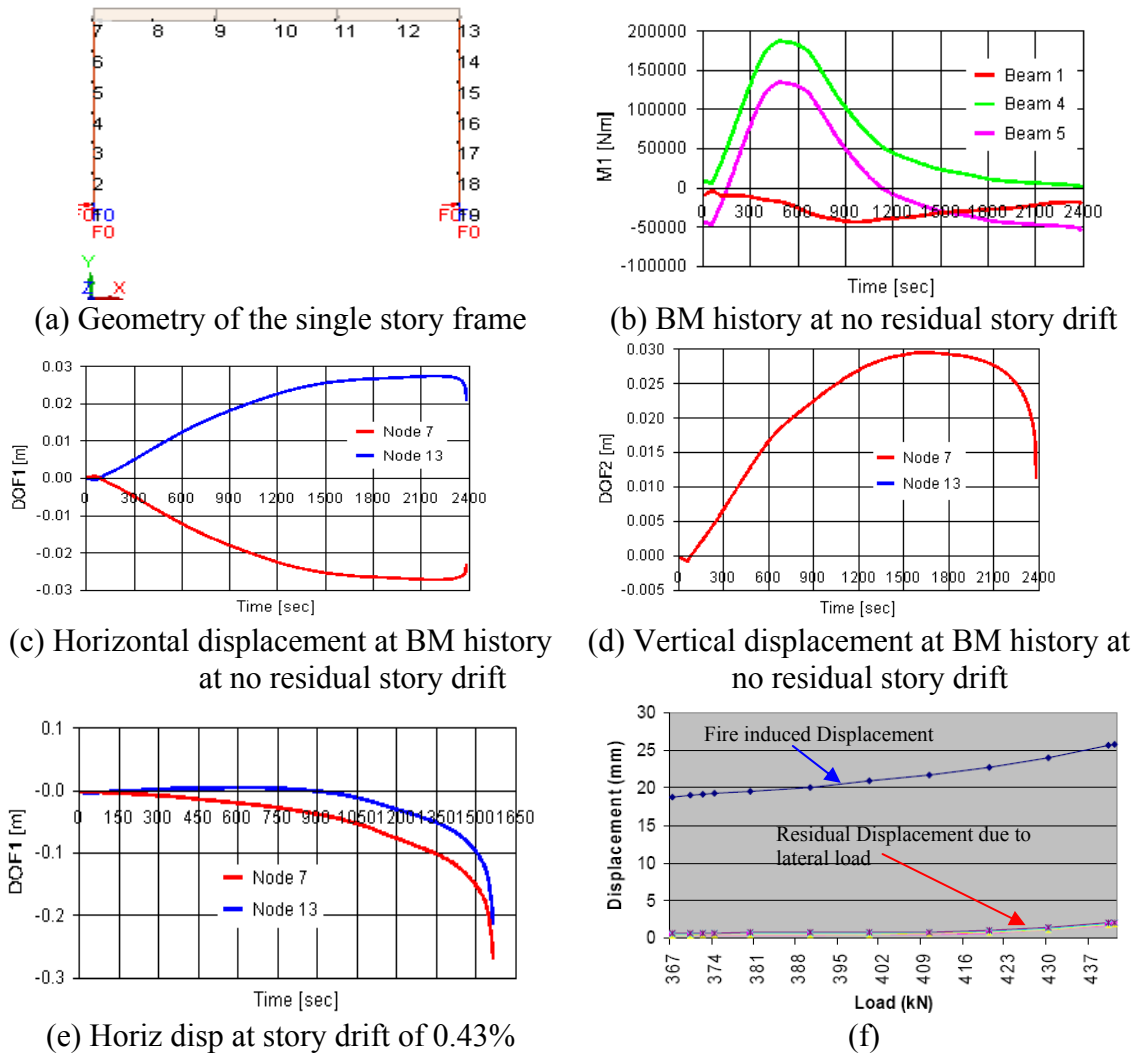 7 8 9 10 11 12 13
6 14
5 15
4 16
3 17
2 18
F0 F0 F0
F0 F0
Y
Z X
(a) Geometry of the single story frame
200000
150000
100000
50000
0
-50000
-100000
M1 [Nm]
Beam 1
Beam 4
Beam 5
0 300 600 900 1200 1500 1800 2100 2400
Time [sec]
(b) BM history at no residual story drift
0.03
0.02
0.01
0.00
-0.01
-0.02
-0.03
DOF1 [m]
Node 7
Node 13
0 300 600 900 1200 1500 1800 2100 2400
Time [sec]
(c) Horizontal displacement at BM history
at no residual story drift
0.030
0.025
0.020
0.015
0.010
0.005
0.000
-0.005
DOF2 [m]
Node 7
Node 13
0 300 600 900 1200 1500 1800 2100 2400
Time [sec]
(d) Vertical displacement at BM history at
no residual story drift
0.1
-0.0
-0.1
-0.2
-0.3
DOF1 [m]
Node 7
Node 13
0 150 300 450 600 750 900 1050 1200 1350 1500 1650
Time [sec]
(e) Horiz disp at story drift of 0.43%
30
25
20
15
10
5
0
Displacement (mm)
Fire induced Displacement
Residual Displacement due to
lateral load
367 374 381 388 395 402 409 416 423 430 437
Load (kN)
(f)